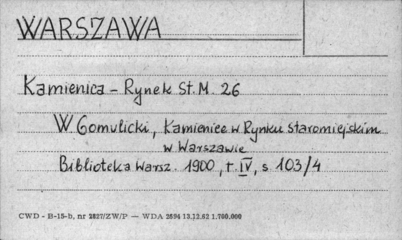 WARSZAWA
Kamienica - Rynek St. M. 26
W. Gomulicki, Kamienice w Rynku staromiejskim
w Warszawie
Biblioteka Warsz. 1900, t. IV, s 103/4
CWD - B-15-b, nr 2827/ZW/P — WDA 2694 13.12.62 1.700.000